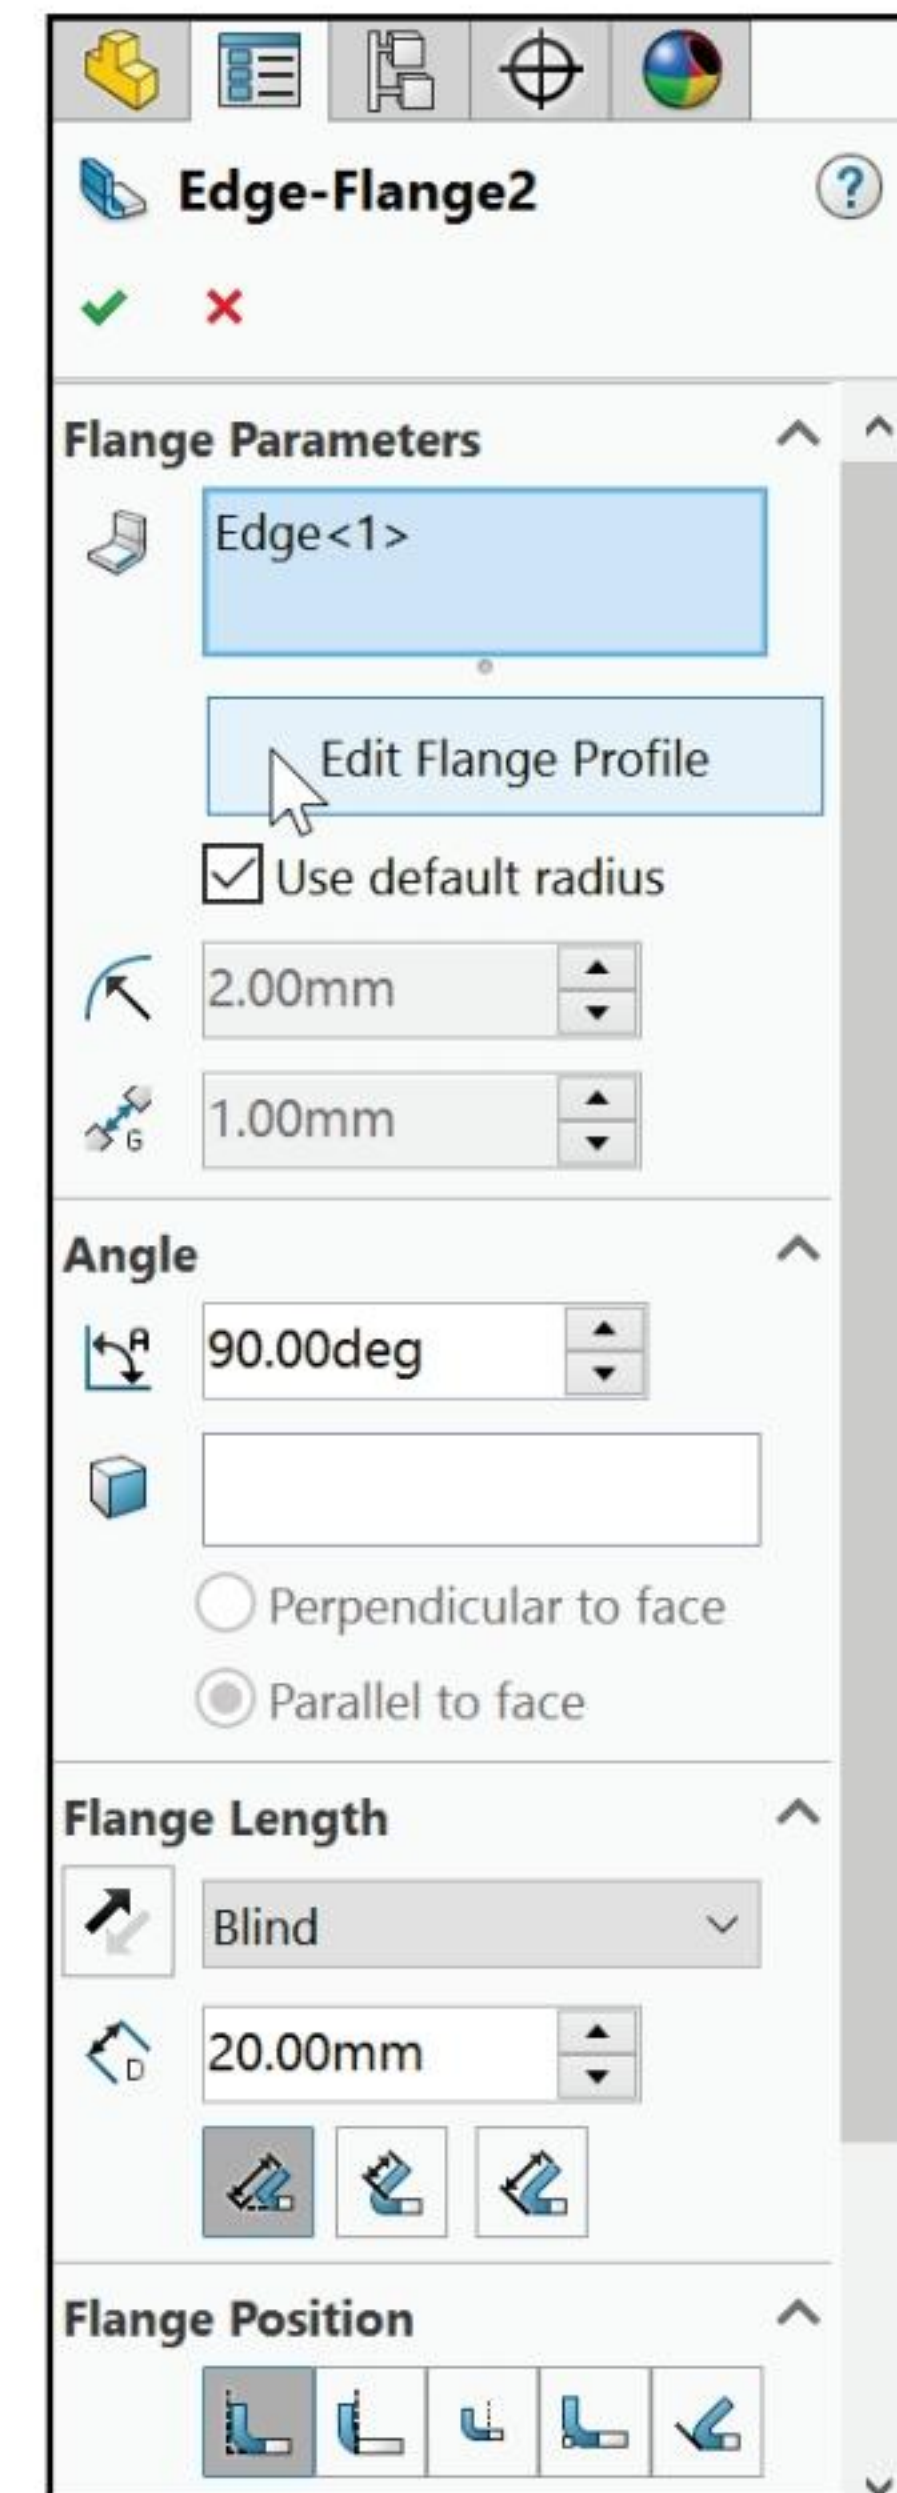 Edge-Flange2
?
Flange Parameters
Edge<1>
Edit Flange Profile
Use default radius
2.00mm
G
1.00mm
Angle
A
90.00deg
Perpendicular to face
Parallel to face
Flange Length
Blind
D
20.00mm
Flange Position